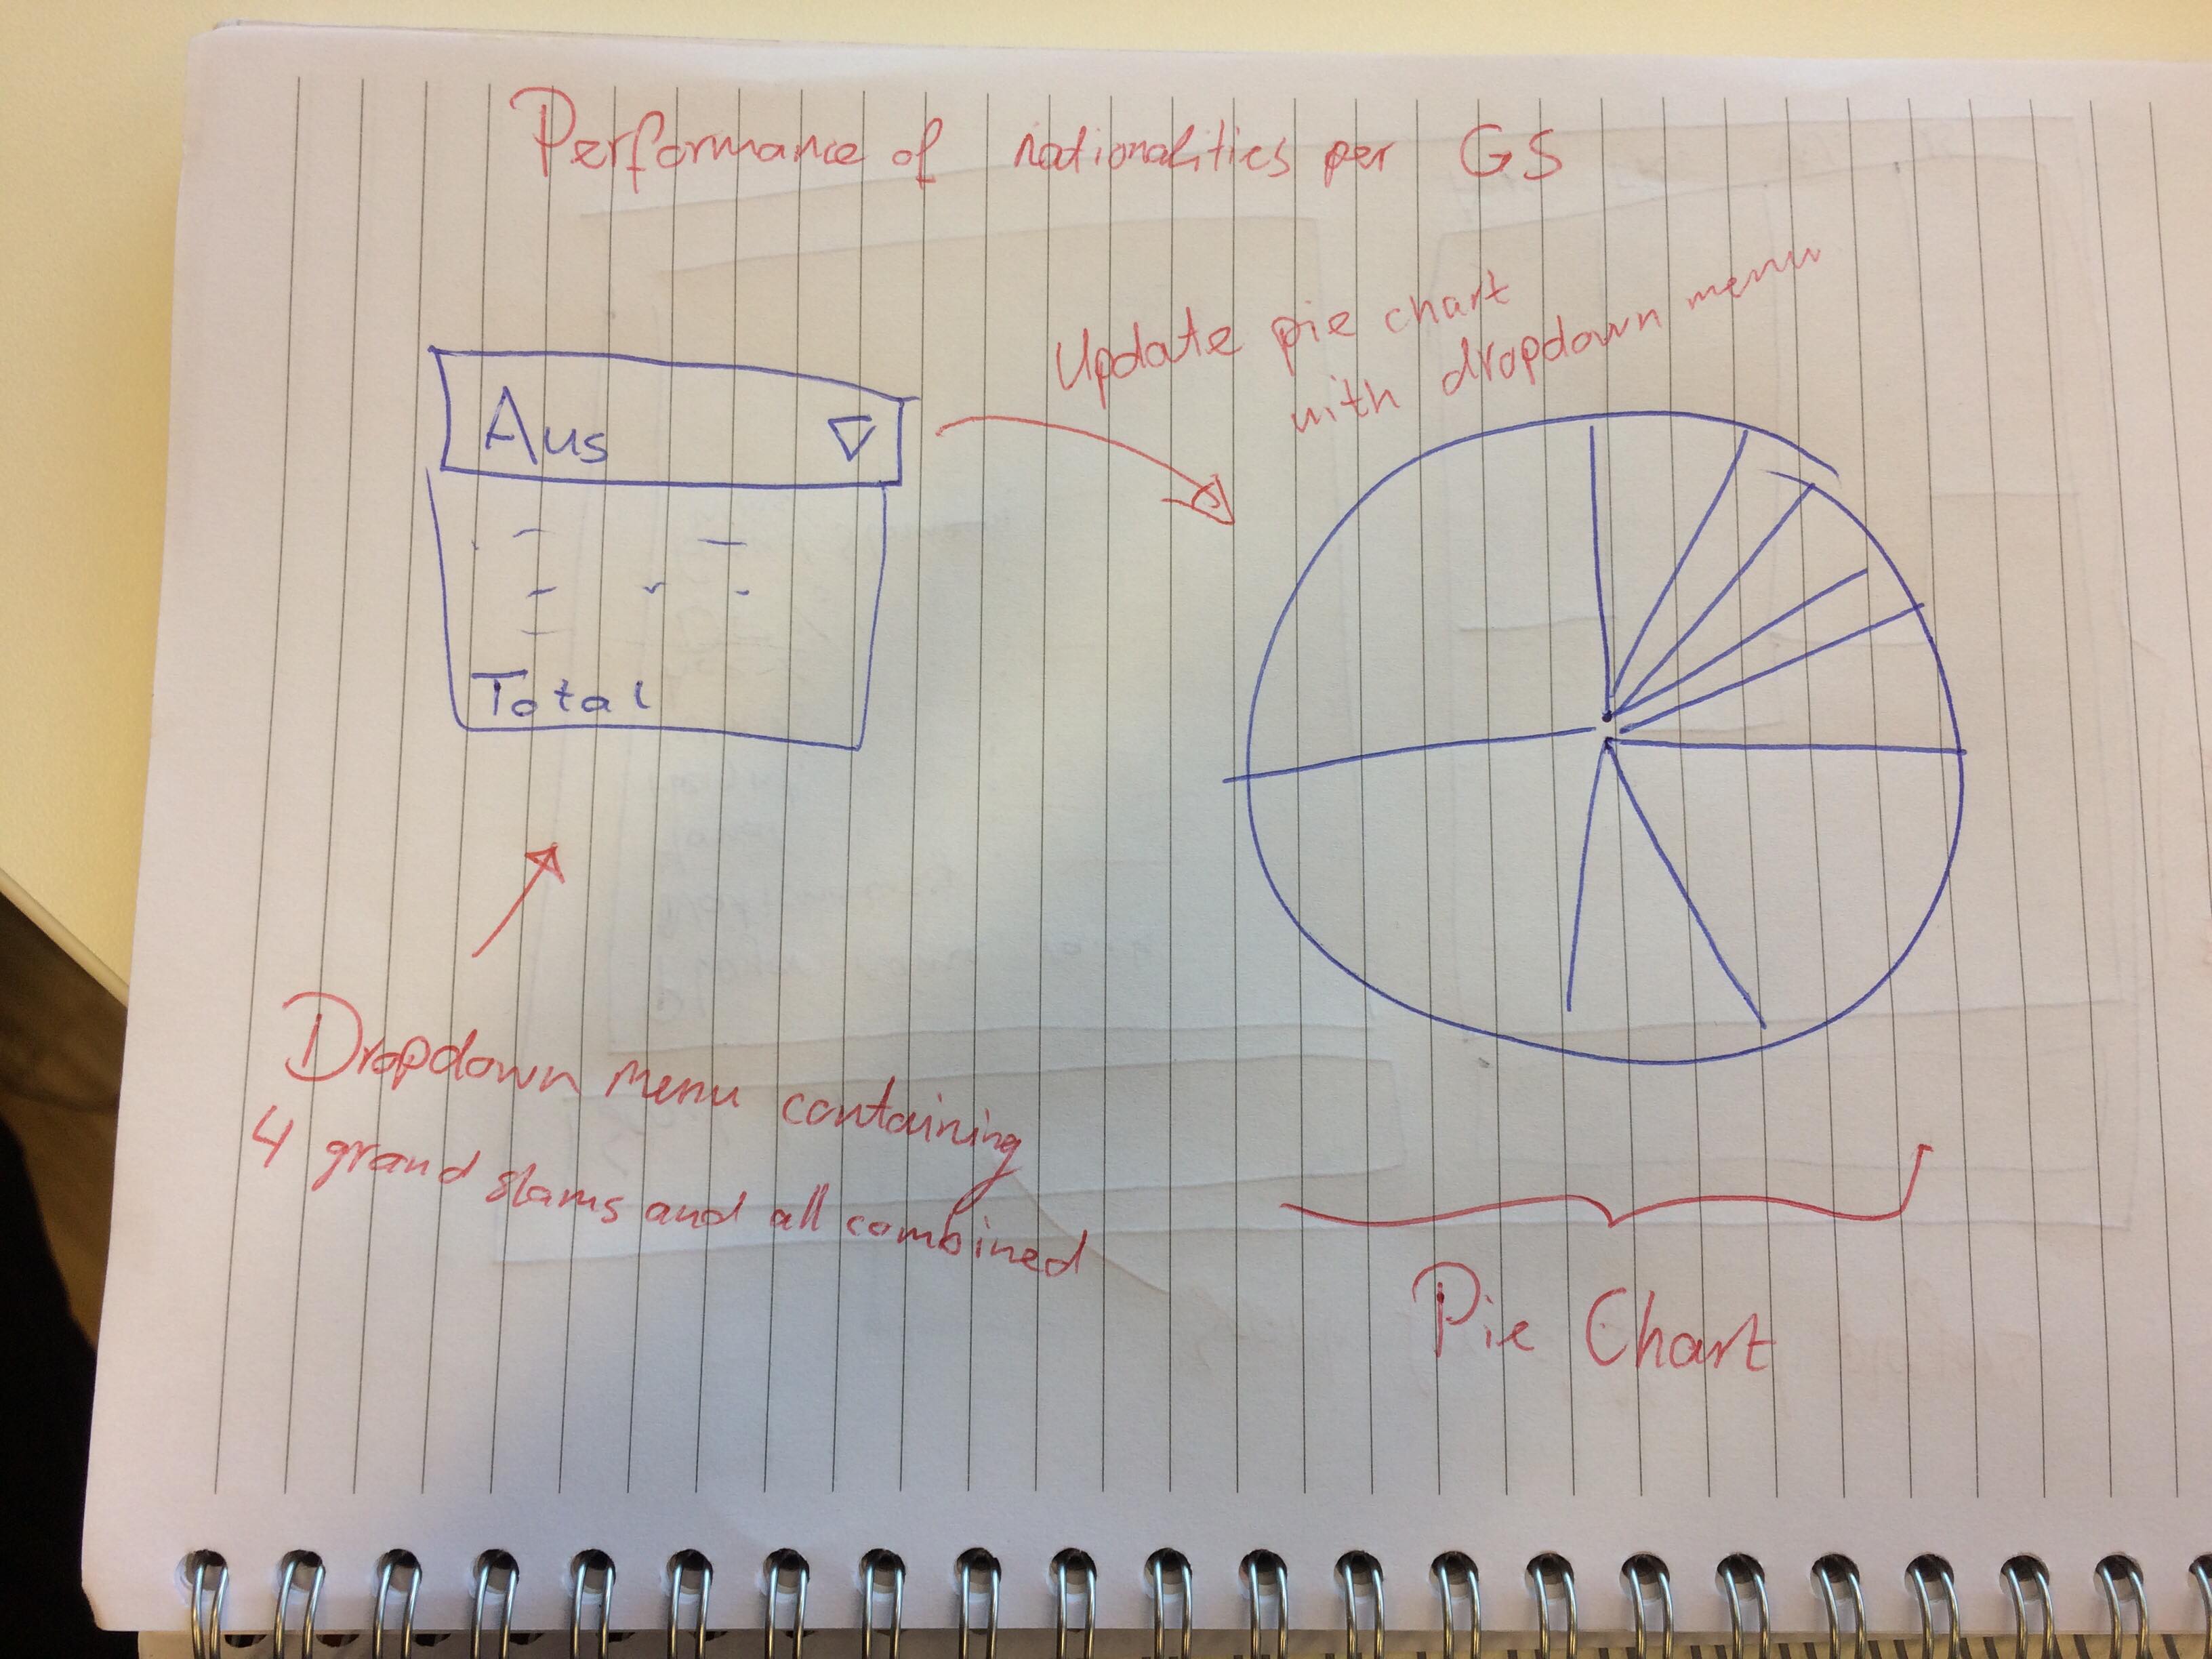 Performance of nationalities per GS
Update pie chart
with dropdown menu
Aus
Total
Dropdown menu containing
4 grand slams and all combined
Pie Chart